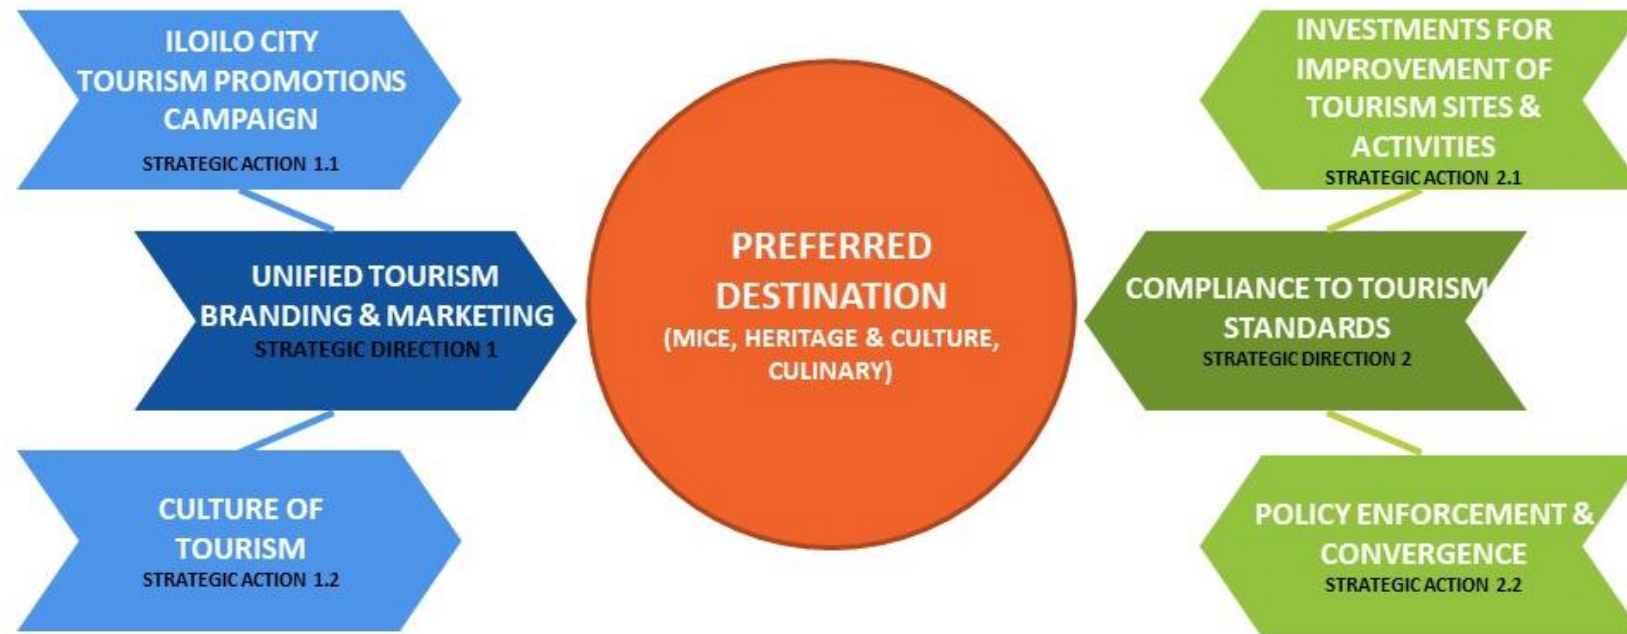 ILOILO CITY
TOURISM PROMOTIONS
CAMPAIGN
STRATEGIC ACTION 1.1
UNIFIED TOURISM
BRANDING & MARKETING
STRATEGIC DIRECTION 1
CULTURE OF
TOURISM
STRATEGIC ACTION 1.2
PREFERRED
DESTINATION
(MICE, HERITAGE & CULTURE,
CULINARY)
INVESTMENTS FOR
IMPROVEMENT OF
TOURISM SITES &
ACTIVITIES
STRATEGIC ACTION 2.1
COMPLIANCE TO TOURISM
STANDARDS
STRATEGIC DIRECTION 2
POLICY ENFORCEMENT &
CONVERGENCE
STRATEGIC ACTION 2.2